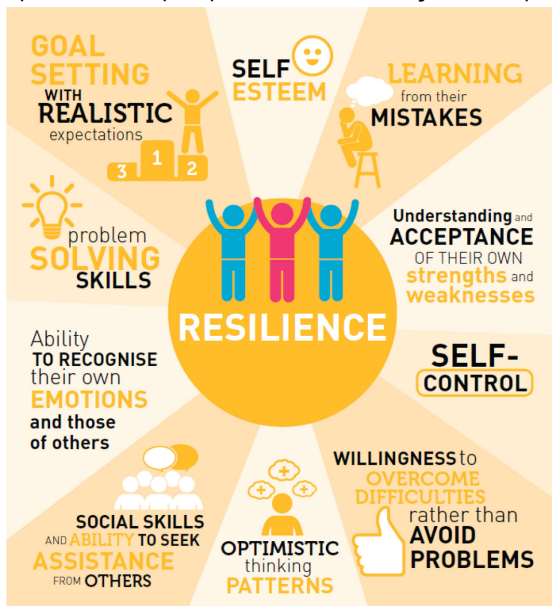 GOAL
SETTING
WITH
REALISTIC
expectations
3 1 2
SELF
ESTEEM
LEARNING
from their
MISTAKES
Understanding and
ACCEPTANCE
OF THEIR OWN
strengths and
weaknesses
SELF-
CONTROL
WILLINGNESS to
OVERCOME
DIFFICULTIES
rather than
AVOID
PROBLEMS
OPTIMISTIC
thinking
PATTERNS
SOCIAL SKILLS
AND ABILITY TO SEEK
ASSISTANCE
FROM OTHERS
Ability
TO RECOGNISE
their own
EMOTIONS
and those
of others
problem
SOLVING
SKILLS
RESILIENCE